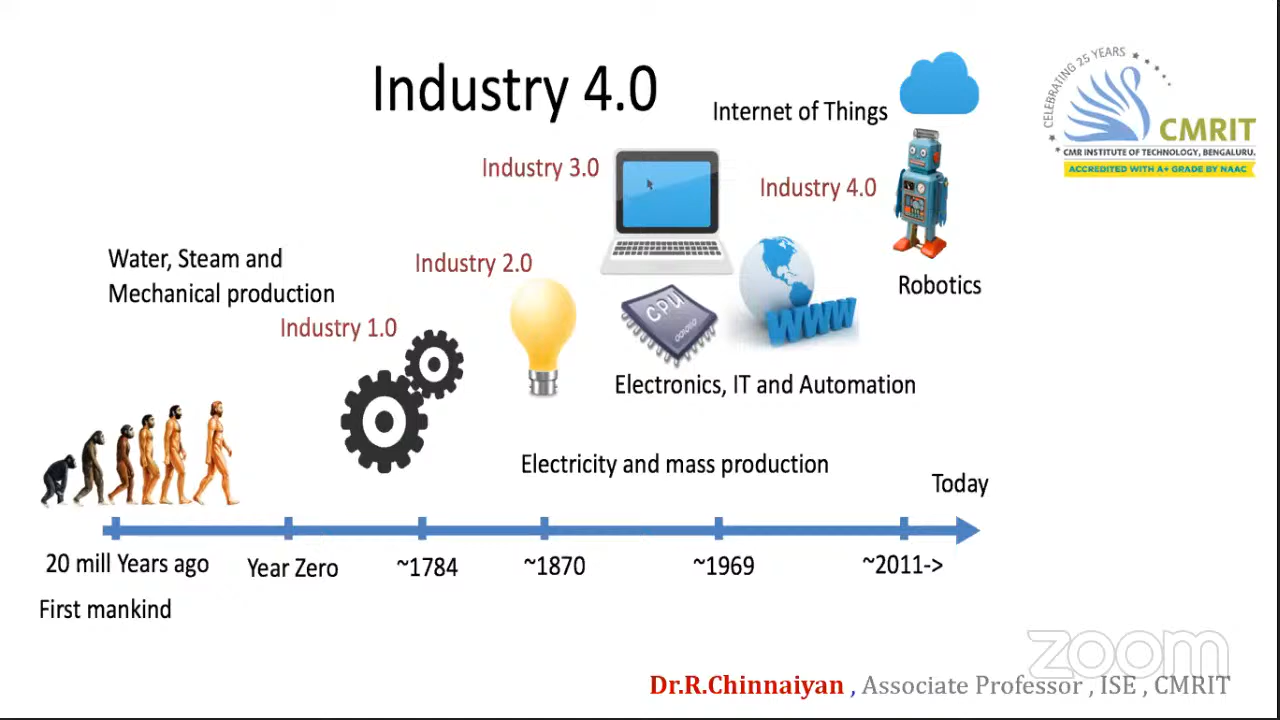 Industry 4.0
CELEBRATING 25 YEARS
CMRIT
CMR INSTITUTE OF TECHNOLOGY, BENGALURU.
ACCREDITED WITH A+ GRADE BY NAAC
Internet of Things
Industry 3.0
Industry 4.0
Water, Steam and
Mechanical production
Industry 2.0
Robotics
Industry 1.0
CPU
WWW
Electronics, IT and Automation
Electricity and mass production
Today
20 mill Years ago
Year Zero
~1784
~1870
~1969
~2011->
First mankind
zoom
Dr.R.Chinnaiyan , Associate Professor , ISE , CMRIT